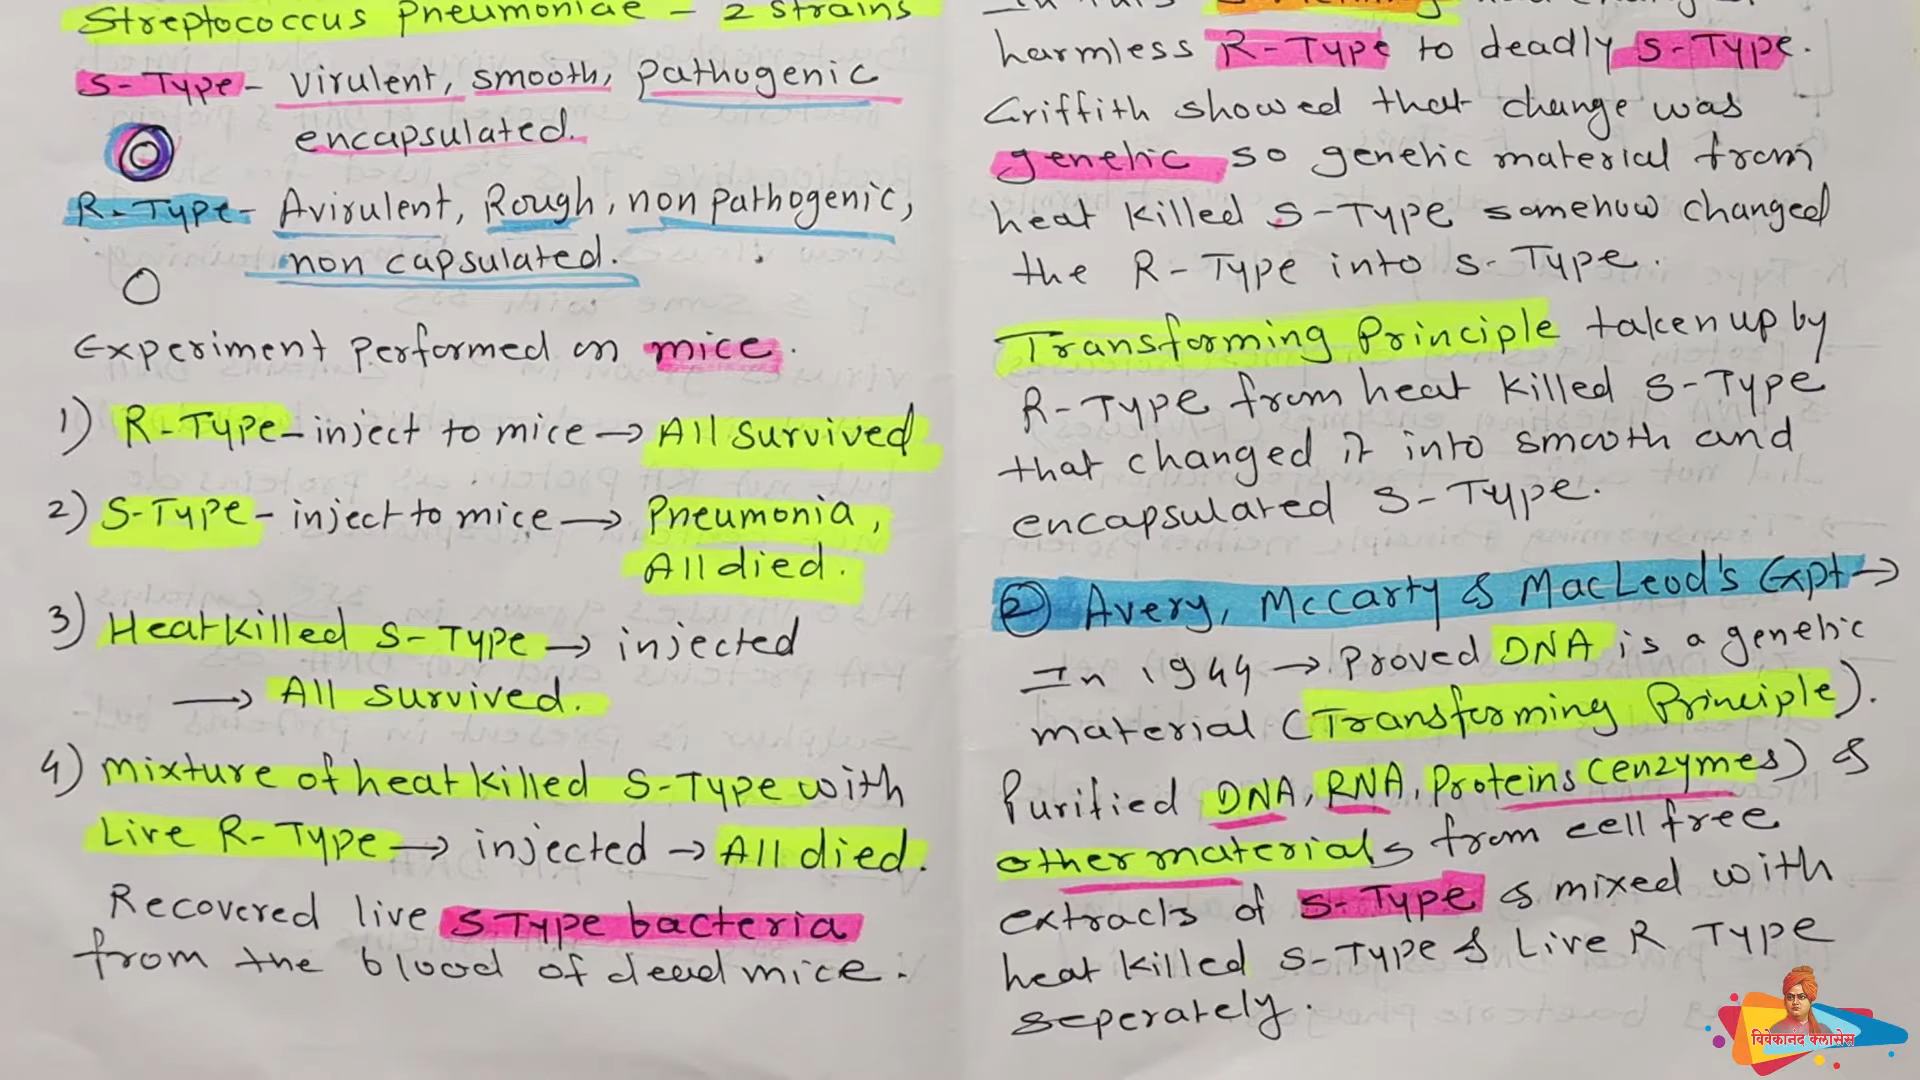 Streptococcus Pneumoniae - 2 strains
S-Type - virulent, smooth, pathogenic
encapsulated.
R-Type - Avirulent, Rough, non pathogenic,
non capsulated.
Experiment performed on mice.
1) R-Type - inject to mice → All survived
2) S-Type - inject to mice → Pneumonia,
All died.
3) Heat killed S-Type → injected
→ All survived.
4) mixture of heat killed S-Type with
Live R-Type → injected → All died.
Recovered live S Type bacteria
from the blood of dead mice.
harmless R-Type to deadly S-Type.
Griffith showed that change was
genetic so genetic material from
heat killed S-Type somehow changed
the R-Type into S-Type.
Transforming Principle taken up by
R-Type from heat killed S-Type
that changed it into smooth and
encapsulated S-Type.
② Avery, McCarty & MacLeod's Expt →
In 1944 → Proved DNA is a genetic
material (Transforming Principle).
Purified DNA, RNA, Proteins (enzymes) &
other materials from cell free
extracts of S-Type & mixed with
heat killed S-Type & Live R Type
seperately.
विवेकानंद क्लासेस